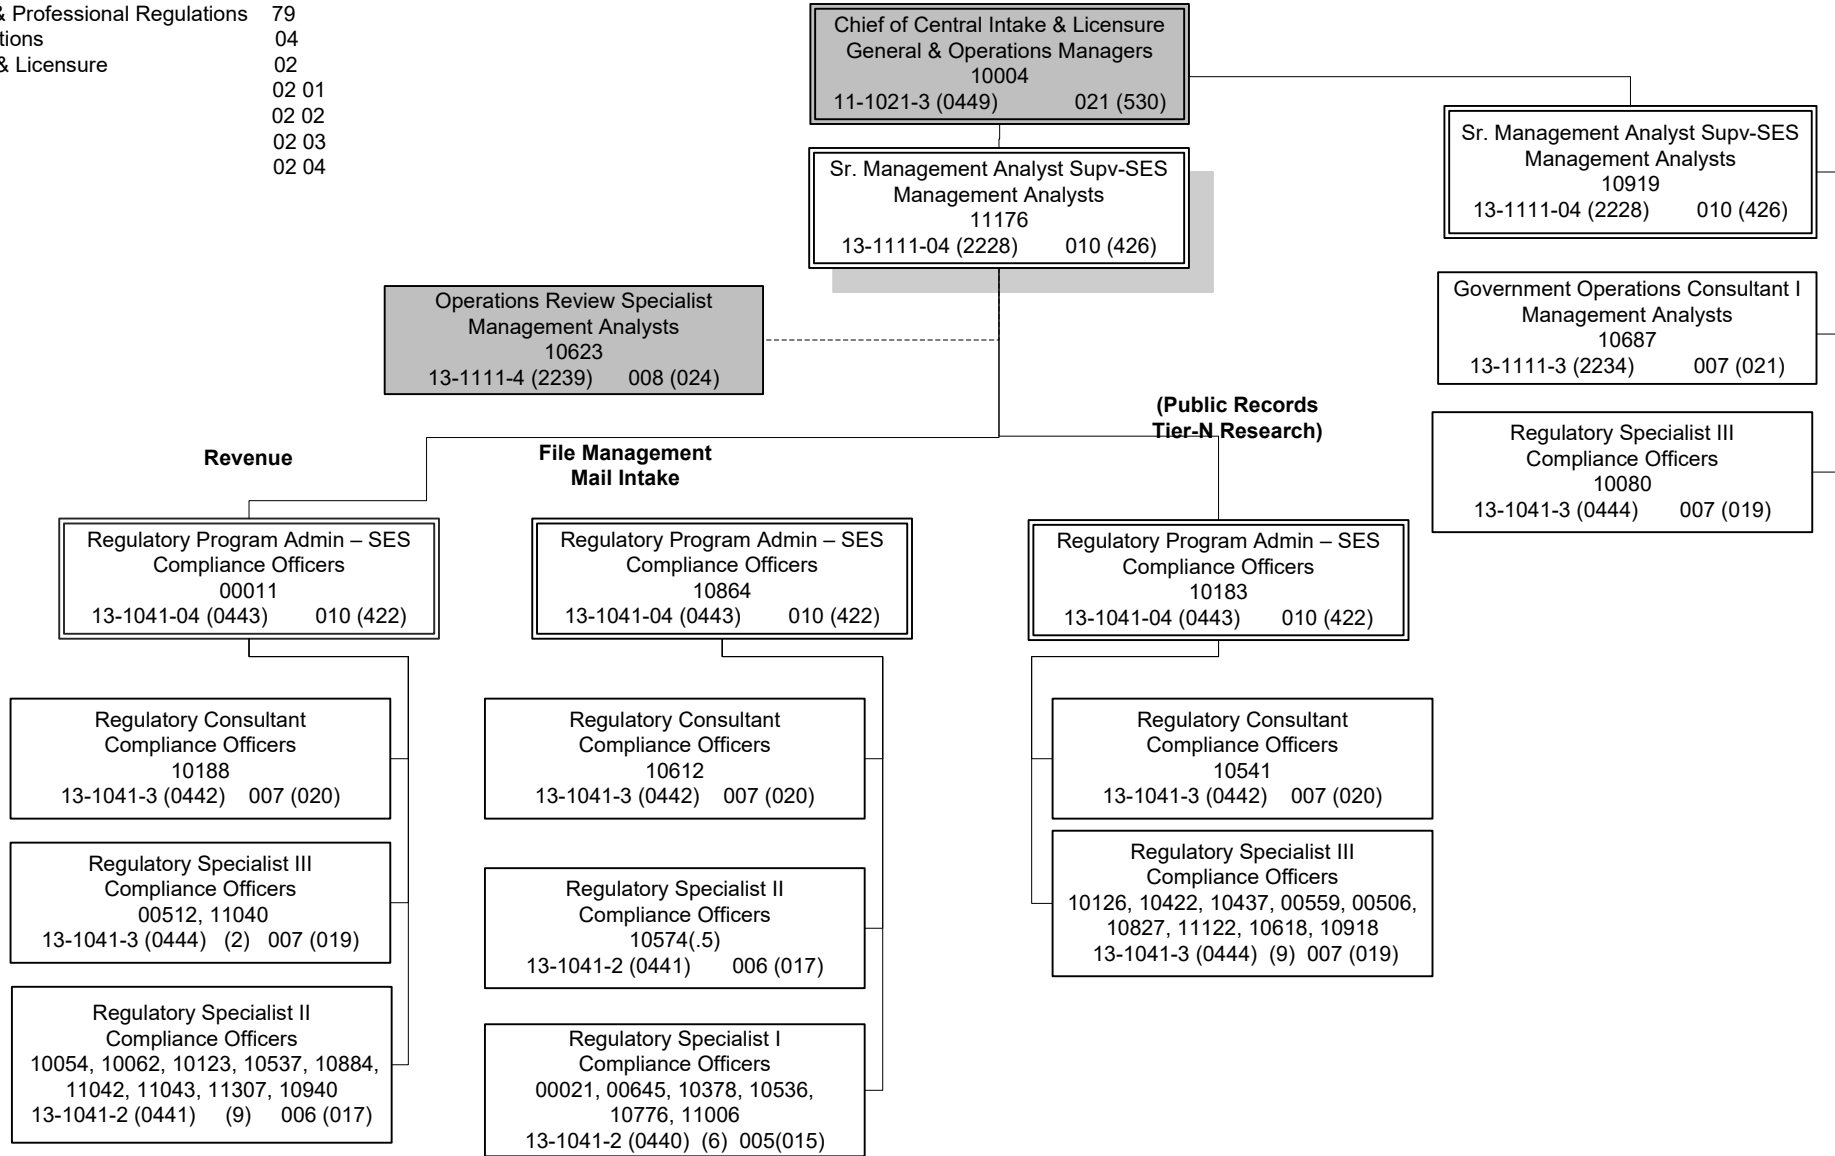 & Professional Regulations 79
tions 04
& Licensure 02
02 01
02 02
02 03
02 04
Chief of Central Intake & Licensure
General & Operations Managers
10004
11-1021-3 (0449) 021 (530)
Sr. Management Analyst Supv-SES
Management Analysts
11176
13-1111-04 (2228) 010 (426)
Sr. Management Analyst Supv-SES
Management Analysts
10919
13-1111-04 (2228) 010 (426)
Operations Review Specialist
Management Analysts
10623
13-1111-4 (2239) 008 (024)
Government Operations Consultant I
Management Analysts
10687
13-1111-3 (2234) 007 (021)
Regulatory Specialist III
Compliance Officers
10080
13-1041-3 (0444) 007 (019)
Revenue
File Management
Mail Intake
(Public Records
Tier-N Research)
Regulatory Program Admin – SES
Compliance Officers
00011
13-1041-04 (0443) 010 (422)
Regulatory Program Admin – SES
Compliance Officers
10864
13-1041-04 (0443) 010 (422)
Regulatory Program Admin – SES
Compliance Officers
10183
13-1041-04 (0443) 010 (422)
Regulatory Consultant
Compliance Officers
10188
13-1041-3 (0442) 007 (020)
Regulatory Specialist III
Compliance Officers
00512, 11040
13-1041-3 (0444) (2) 007 (019)
Regulatory Specialist II
Compliance Officers
10054, 10062, 10123, 10537, 10884,
11042, 11043, 11307, 10940
13-1041-2 (0441) (9) 006 (017)
Regulatory Consultant
Compliance Officers
10612
13-1041-3 (0442) 007 (020)
Regulatory Specialist II
Compliance Officers
10574(.5)
13-1041-2 (0441) 006 (017)
Regulatory Specialist I
Compliance Officers
00021, 00645, 10378, 10536,
10776, 11006
13-1041-2 (0440) (6) 005(015)
Regulatory Consultant
Compliance Officers
10541
13-1041-3 (0442) 007 (020)
Regulatory Specialist III
Compliance Officers
10126, 10422, 10437, 00559, 00506,
10827, 11122, 10618, 10918
13-1041-3 (0444) (9) 007 (019)